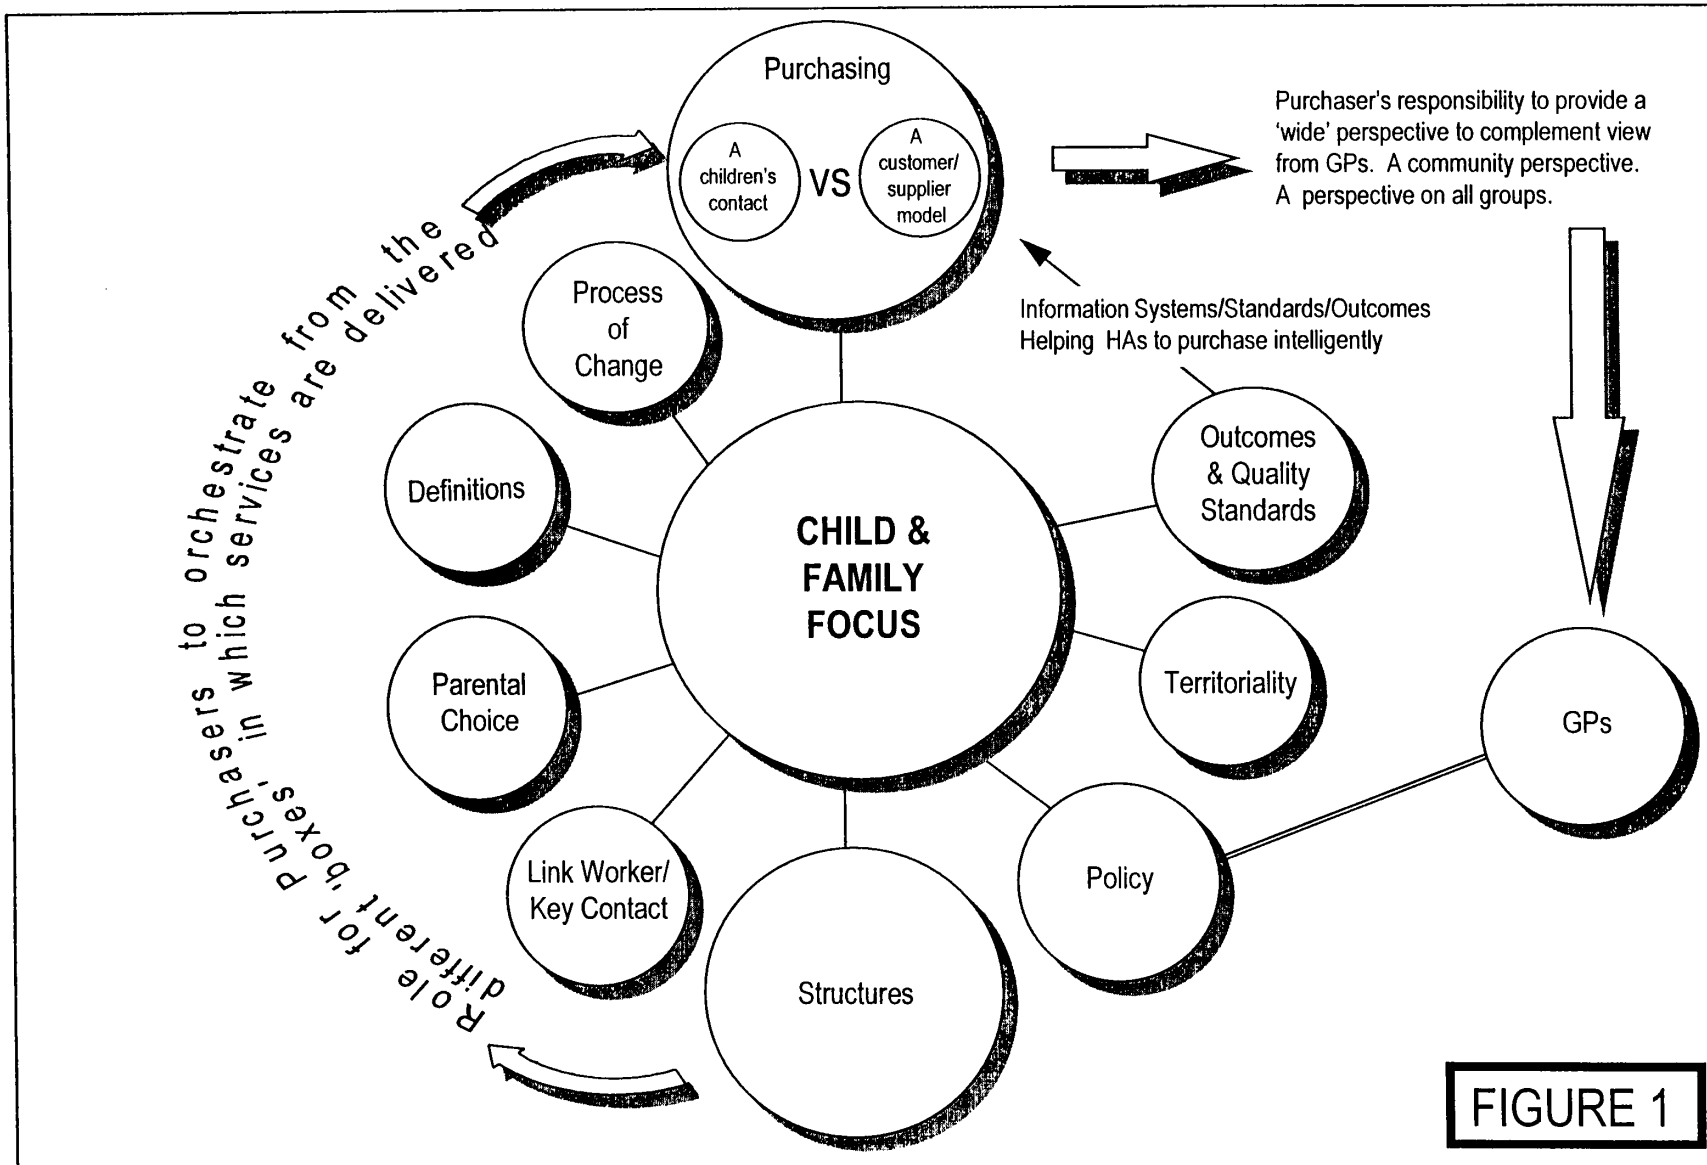 Purchasing
A
children's
contact
VS
A
customer/
supplier
model
Purchaser's responsibility to provide a
'wide' perspective to complement view
from GPs. A community perspective.
A perspective on all groups.
Information Systems/Standards/Outcomes
Helping HAs to purchase intelligently
Role for Purchasers to orchestrate from the
different 'boxes', in which services are delivered
Process
of
Change
Definitions
Parental
Choice
Link Worker/
Key Contact
Structures
CHILD &
FAMILY
FOCUS
Outcomes
& Quality
Standards
Territoriality
Policy
GPs
FIGURE 1